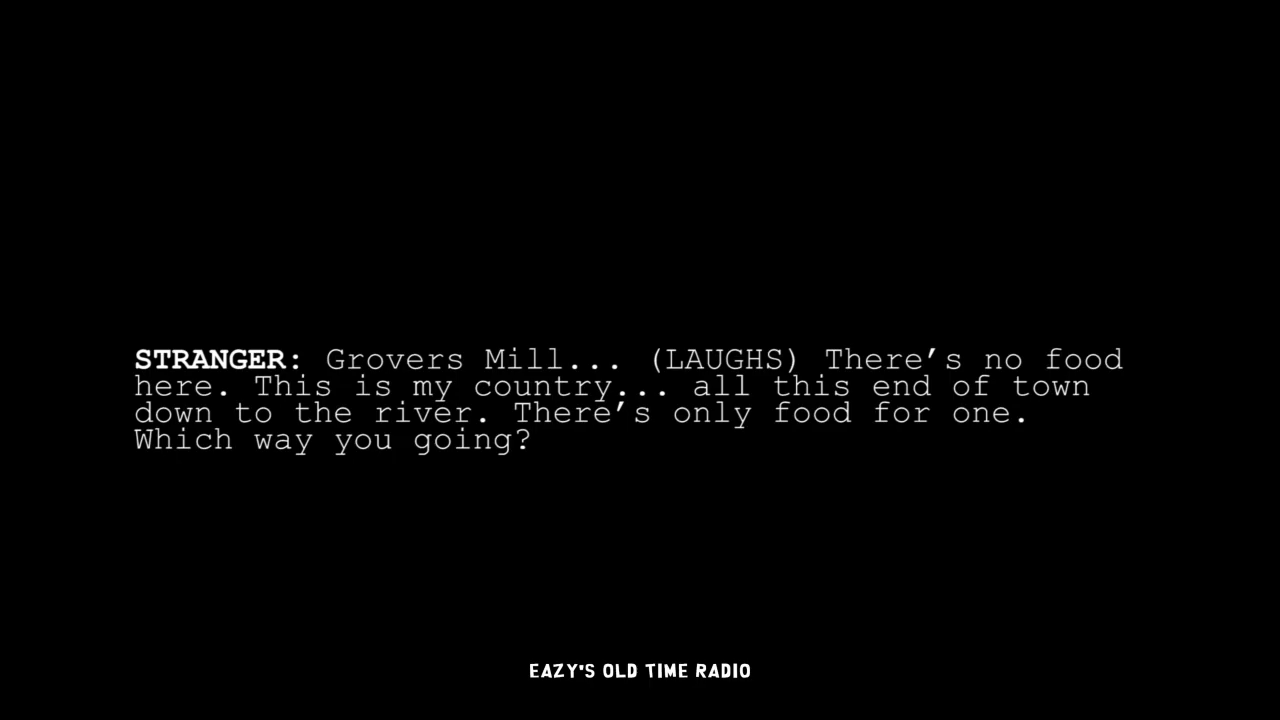 STRANGER: Grovers Mill... (LAUGHS) There’s no food
here. This is my country... all this end of town
down to the river. There’s only food for one.
Which way you going?
EAZY'S OLD TIME RADIO